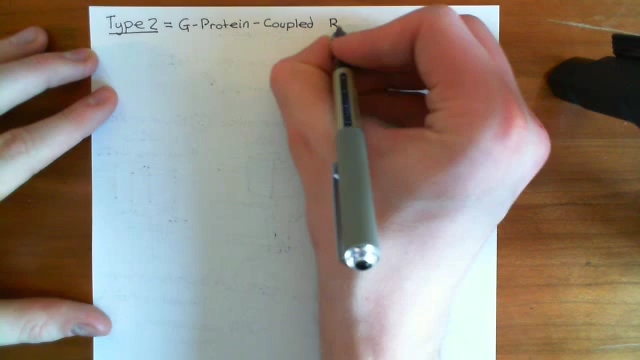 Type 2 = G-Protein-Coupled R